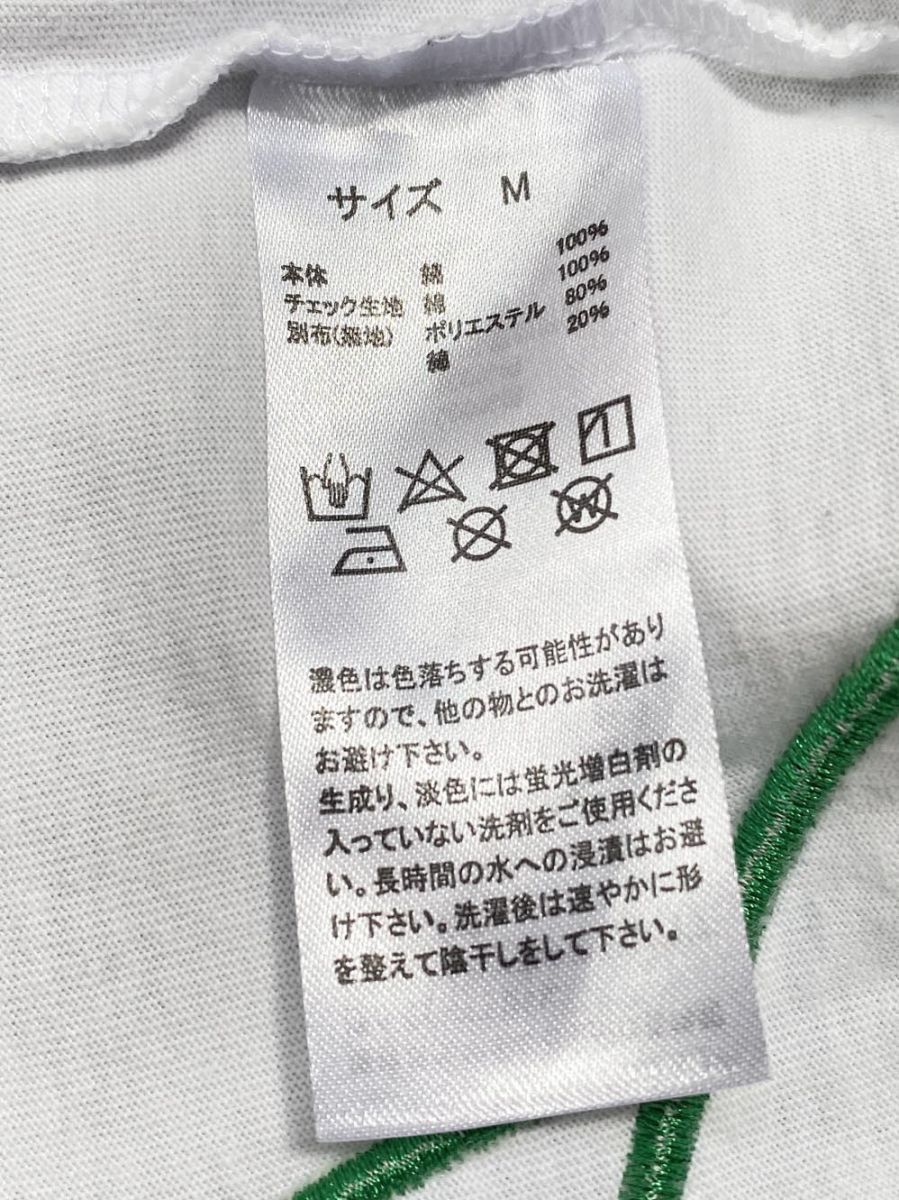 サイズ M
本体 綿 100%
チェック生地 綿 100%
別布(無地) ポリエステル 80%
綿 20%
濃色は色落ちする可能性があり
ますので、他の物とのお洗濯は
お避け下さい。
生成り、淡色には蛍光増白剤の
入っていない洗剤をご使用くださ
い。長時間の水への浸漬はお避
け下さい。洗濯後は速やかに形
を整えて陰干しをして下さい。